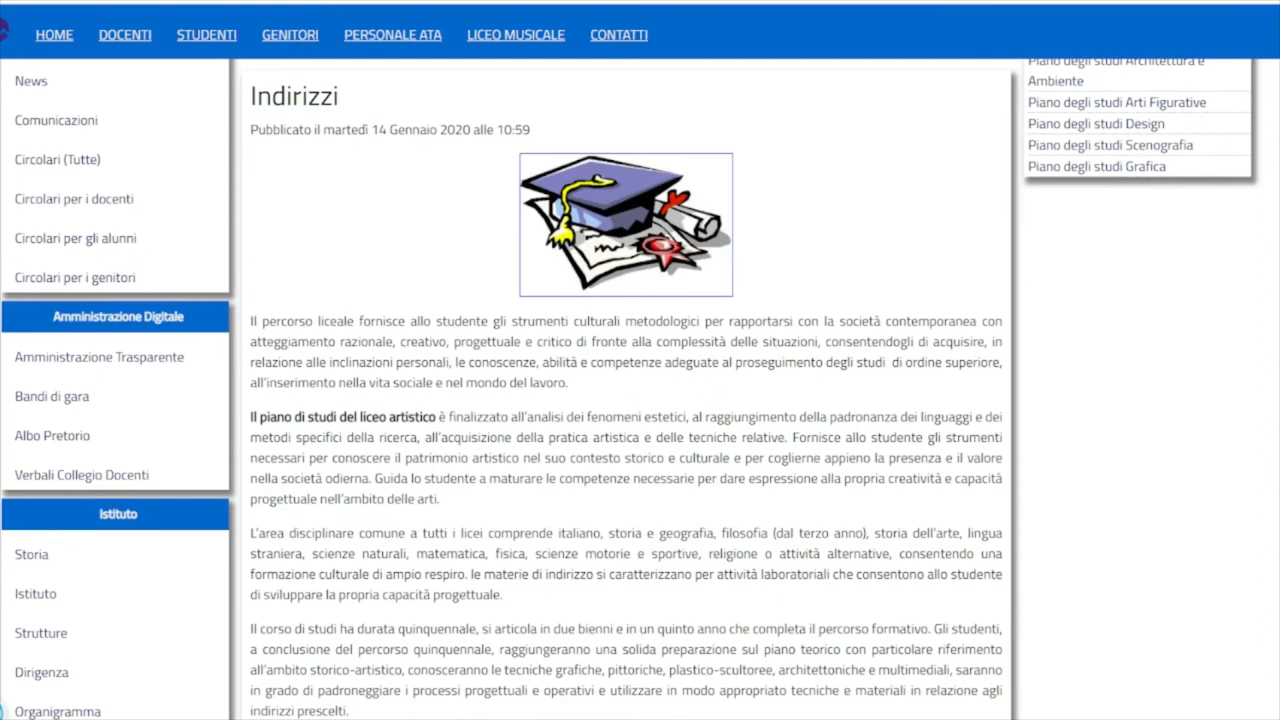 HOME DOCENTI STUDENTI GENITORI PERSONALE ATA LICEO MUSICALE CONTATTI
News
Comunicazioni
Circolari (Tutte)
Circolari per i docenti
Circolari per gli alunni
Circolari per i genitori
Amministrazione Digitale
Amministrazione Trasparente
Bandi di gara
Albo Pretorio
Verbali Collegio Docenti
Istituto
Storia
Istituto
Strutture
Dirigenza
Organigramma
Indirizzi
Pubblicato il martedì 14 Gennaio 2020 alle 10:59
Il percorso liceale fornisce allo studente gli strumenti culturali metodologici per rapportarsi con la società contemporanea con
atteggiamento razionale, creativo, progettuale e critico di fronte alla complessità delle situazioni, consentendogli di acquisire, in
relazione alle inclinazioni personali, le conoscenze, abilità e competenze adeguate al proseguimento degli studi di ordine superiore,
all'inserimento nella vita sociale e nel mondo del lavoro.
Il piano di studi del liceo artistico è finalizzato all'analisi dei fenomeni estetici, al raggiungimento della padronanza dei linguaggi e dei
metodi specifici della ricerca, all'acquisizione della pratica artistica e delle tecniche relative. Fornisce allo studente gli strumenti
necessari per conoscere il patrimonio artistico nel suo contesto storico e culturale e per coglierne appieno la presenza e il valore
nella società odierna. Guida lo studente a maturare le competenze necessarie per dare espressione alla propria creatività e capacità
progettuale nell'ambito delle arti.
L'area disciplinare comune a tutti i licei comprende italiano, storia e geografia, filosofia (dal terzo anno), storia dell'arte, lingua
straniera, scienze naturali, matematica, fisica, scienze motorie e sportive, religione o attività alternative, consentendo una
formazione culturale di ampio respiro. le materie di indirizzo si caratterizzano per attività laboratoriali che consentono allo studente
di sviluppare la propria capacità progettuale.
Il corso di studi ha durata quinquennale, si articola in due bienni e in un quinto anno che completa il percorso formativo. Gli studenti,
a conclusione del percorso quinquennale, raggiungeranno una solida preparazione sul piano teorico con particolare riferimento
all'ambito storico-artistico, conosceranno le tecniche grafiche, pittoriche, plastico-scultoree, architettoniche e multimediali, saranno
in grado di padroneggiare i processi progettuali e operativi e utilizzare in modo appropriato tecniche e materiali in relazione agli
indirizzi prescelti.
Piano degli studi Architettura e
Ambiente
Piano degli studi Arti Figurative
Piano degli studi Design
Piano degli studi Scenografia
Piano degli studi Grafica